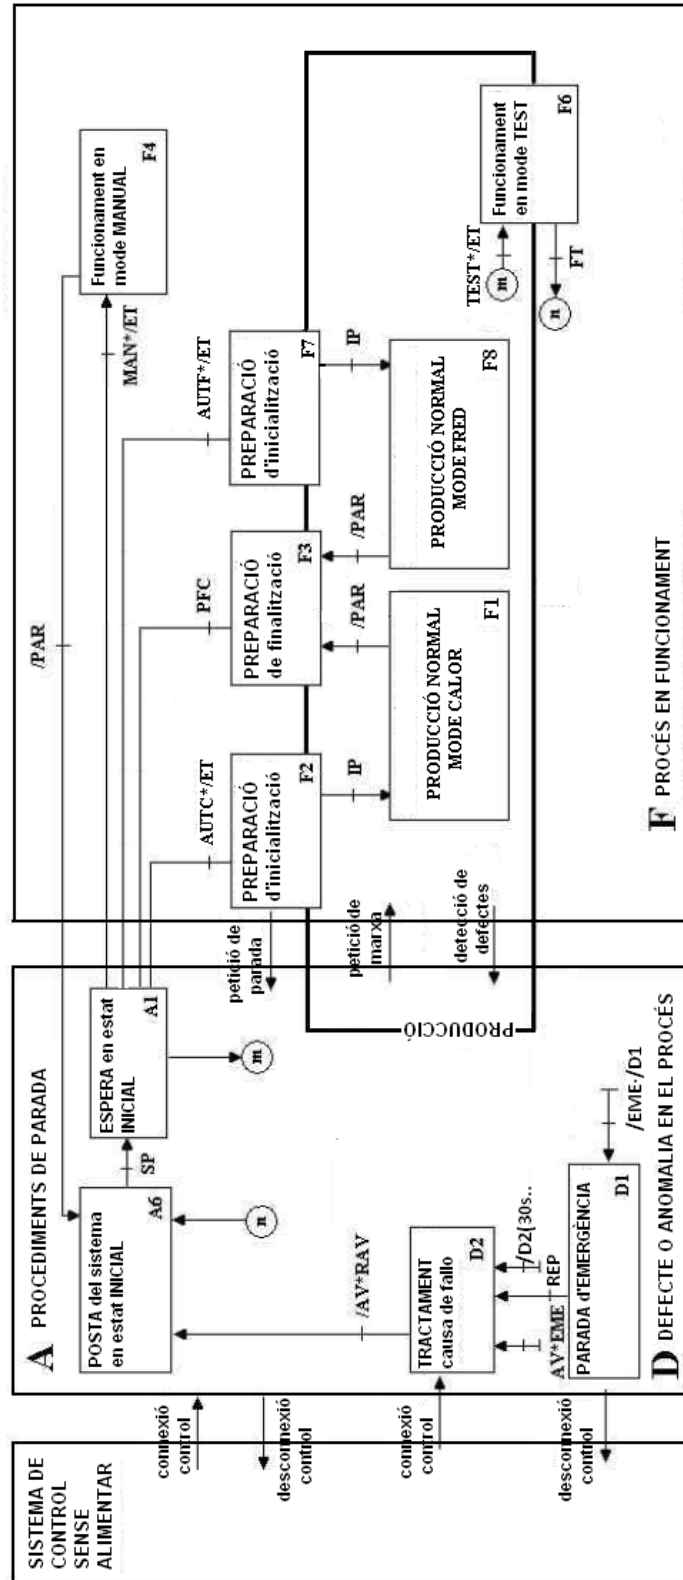 SISTEMA DE
CONTROL
SENSE
ALIMENTAR
connexió
control
desconnexió
control
connexió
control
desconnexió
control
A PROCEDIMENTS DE PARADA
POSTA del sistema
en estat INICIAL
A6
SP
ESPERA en estat
INICIAL
A1
n
m
/AV*RAV
TRACTAMENT
causa de fallo
D2
AV*EME
REP
/D2(30s..
PARADA d'EMERGÈNCIA
D1
/EME·/D1
D DEFECTE O ANOMALIA EN EL PROCÉS
PRODUCCIÓ
petició de
parada
petició de
marxa
detecció de
defectes
/PAR
MAN*/ET
Funcionament en
mode MANUAL
F4
AUTC*/ET
PFC
AUTF*/ET
PREPARACIÓ
d'inicialització
F2
PREPARACIÓ
de finalització
F3
PREPARACIÓ
d'inicialització
F7
IP
/PAR
/PAR
IP
PRODUCCIÓ NORMAL
MODE CALOR
F1
PRODUCCIÓ NORMAL
MODE FRED
F8
TEST*/ET
m
Funcionament
en mode TEST
F6
n
FT
F PROCÉS EN FUNCIONAMENT